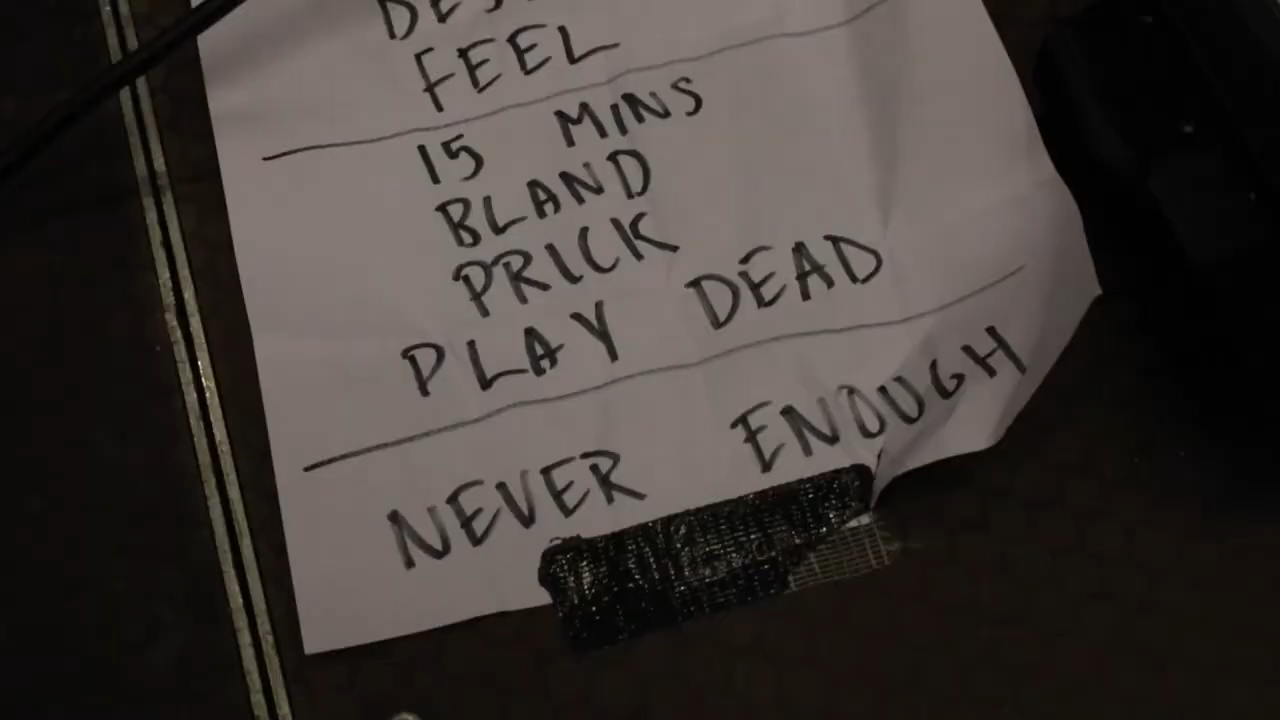 FEEL
15 MINS
BLAND
PRICK
PLAY DEAD
NEVER ENOUGH